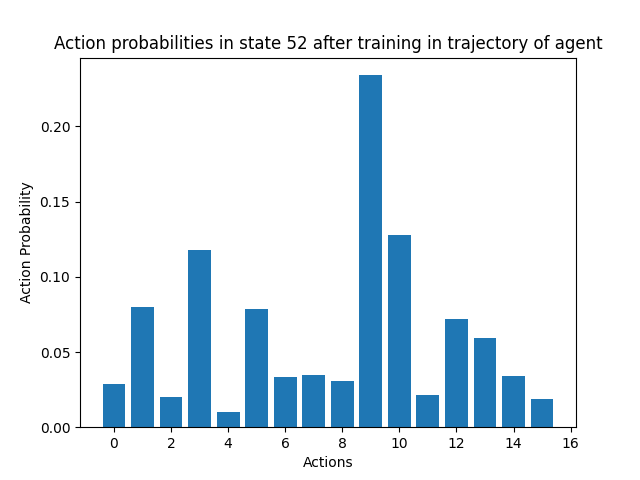 Action probabilities in state 52 after training in trajectory of agent
0.20
0.15
0.10
0.05
0.00
Action Probability
0 2 4 6 8 10 12 14 16
Actions